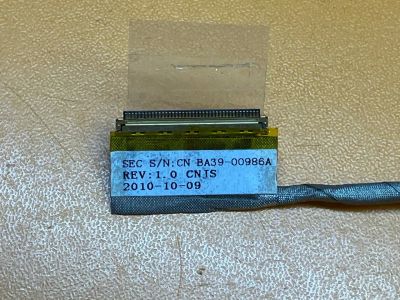 SEC S/N:CN BA39-00986A
REV:1.0 CNJS
2010-10-09